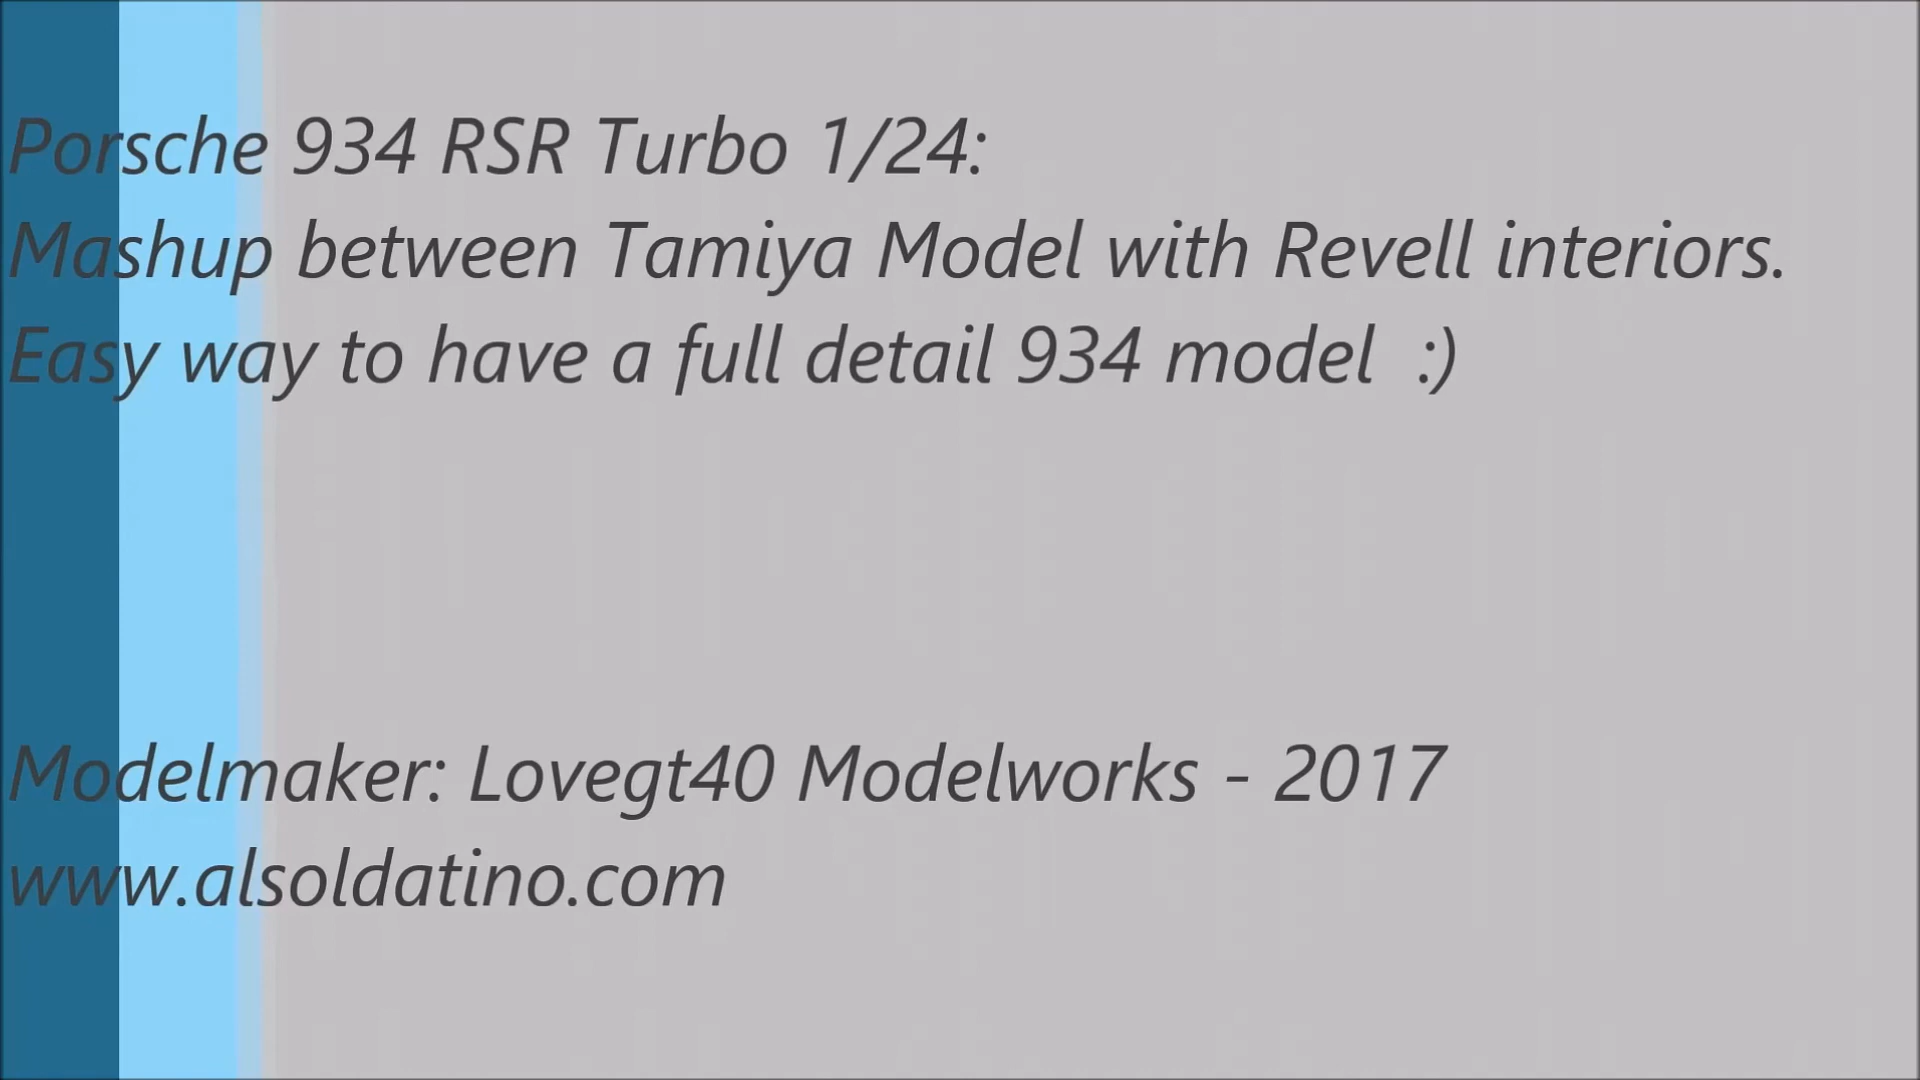 Porsche 934 RSR Turbo 1/24:
Mashup between Tamiya Model with Revell interiors.
Easy way to have a full detail 934 model :)
Modelmaker: Lovegt40 Modelworks - 2017
www.alsoldatino.com